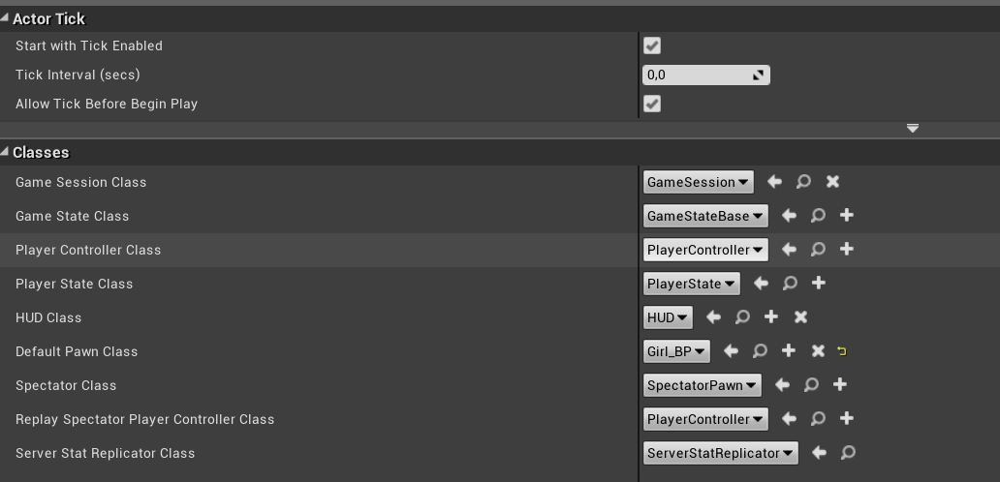 Actor Tick
Start with Tick Enabled
Tick Interval (secs) 0,0
Allow Tick Before Begin Play
Classes
Game Session Class GameSession
Game State Class GameStateBase
Player Controller Class PlayerController
Player State Class PlayerState
HUD Class HUD
Default Pawn Class Girl_BP
Spectator Class SpectatorPawn
Replay Spectator Player Controller Class PlayerController
Server Stat Replicator Class ServerStatReplicator